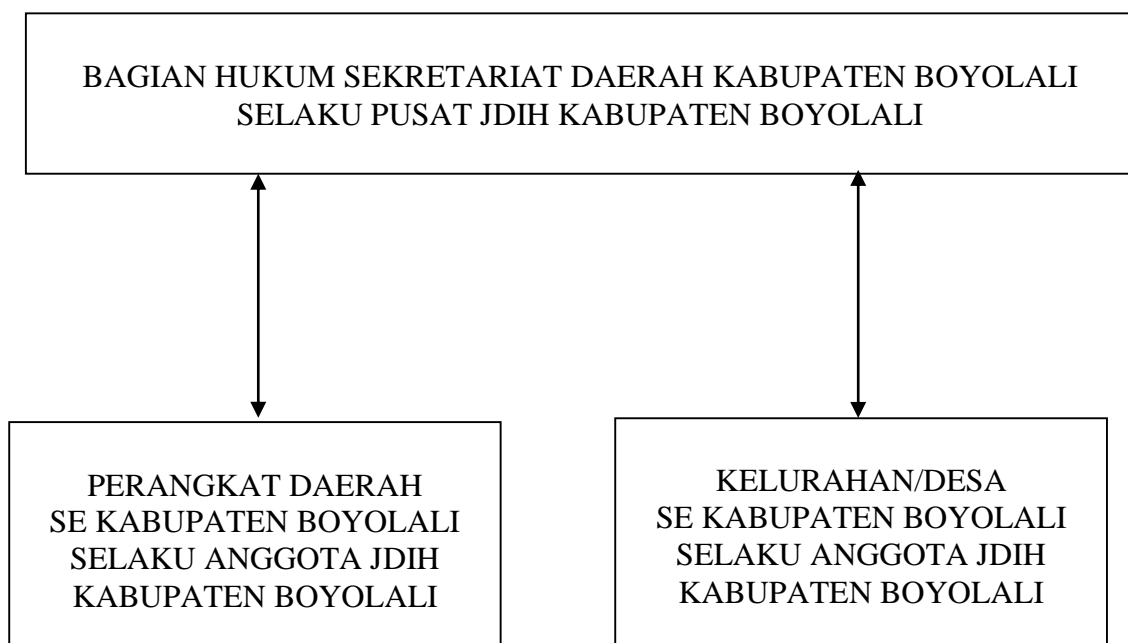 BAGIAN HUKUM SEKRETARIAT DAERAH KABUPATEN BOYOLALI
SELAKU PUSAT JDIH KABUPATEN BOYOLALI
PERANGKAT DAERAH
SE KABUPATEN BOYOLALI
SELAKU ANGGOTA JDIH
KABUPATEN BOYOLALI
KELURAHAN/DESA
SE KABUPATEN BOYOLALI
SELAKU ANGGOTA JDIH
KABUPATEN BOYOLALI